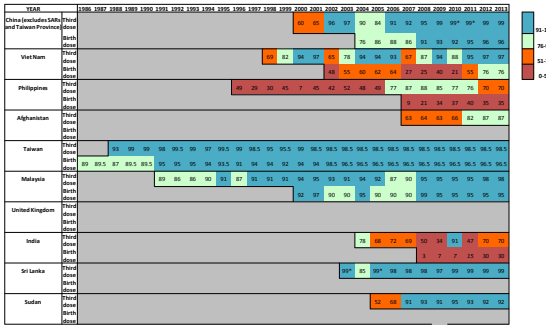 YEAR 1986 1987 1988 1989 1990 1991 1992 1993 1994 1995 1996 1997 1998 1999 2000 2001 2002 2003 2004 2005 2006 2007 2008 2009 2010 2011 2012 2013
China (excludes SARs and Taiwan Province) Third dose 60 65 96 97 90 84 91 92 95 99 99* 99* 99 99
Birth dose 76 86 88 86 91 93 92 95 96 96
Viet Nam Third dose 69 82 94 97 65 78 94 94 93 67 87 94 88 95 97
Birth dose 48 55 60 62 64 27 25 40 21 55 76 76
Philippines Third dose 49 29 30 45 7 45 42 52 48 49 77 87 88 85 77 76 70 70
Birth dose 9 21 34 37 40 35 35
Afghanistan Third dose 63 64 63 66 82 87 87
Birth dose
Taiwan Third dose 93 99 99 97 98 99.5 99 97 98.5 95 95.5 99 98.5 98.5 98.5 98.5 98.5 98.5 98.5 98.5 98.5 98.5 98.5 98.5 98.5 98.5
Birth dose 89 89.5 87 89.5 89.5 95 95 95 94 93.5 91 94 94 92 94 94 96.5 96.5 96.5 96.5 96.5 96.5 96.5 96.5 96.5 96.5 96.5 96.5
Malaysia Third dose 89 86 86 90 91 87 91 91 91 94 95 93 91 94 92 87 90 95 95 95 95 98 98
Birth dose 92 97 90 90 95 90 90 90 99 95 95 95 95 95
United Kingdom Third dose
Birth dose
India Third dose 78 68 72 69 50 34 91 47 70 70
Birth dose 3 7 7 15 30 30
Sri Lanka Third dose 99* 85 99* 98 98 98 97 99 99 99 99
Birth dose
Sudan Third dose 52 68 91 93 91 95 93 92 92
Birth dose
91-1
76-
51-
0-5